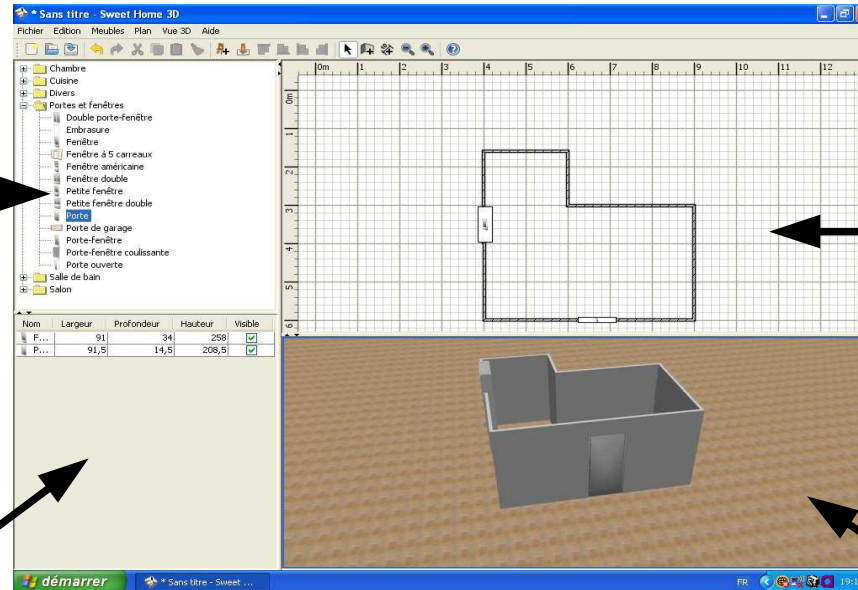 * Sans titre - Sweet Home 3D
Fichier Edition Meubles Plan Vue 3D Aide
Chambre
Cuisine
Divers
Portes et fenêtres
Double porte-fenêtre
Embrasure
Fenêtre
Fenêtre à 5 carreaux
Fenêtre américaine
Fenêtre double
Petite fenêtre
Petite fenêtre double
Porte
Porte de garage
Porte-fenêtre
Porte-fenêtre coulissante
Porte ouverte
Salle de bain
Salon
0m 1 2 3 4 5 6 7 8 9 10 11 12
0m
1
2
3
4
5
6
Nom Largeur Profondeur Hauteur Visible
F... 91 34 258
P... 91,5 14,5 208,5
démarrer
* Sans titre - Sweet ...
FR